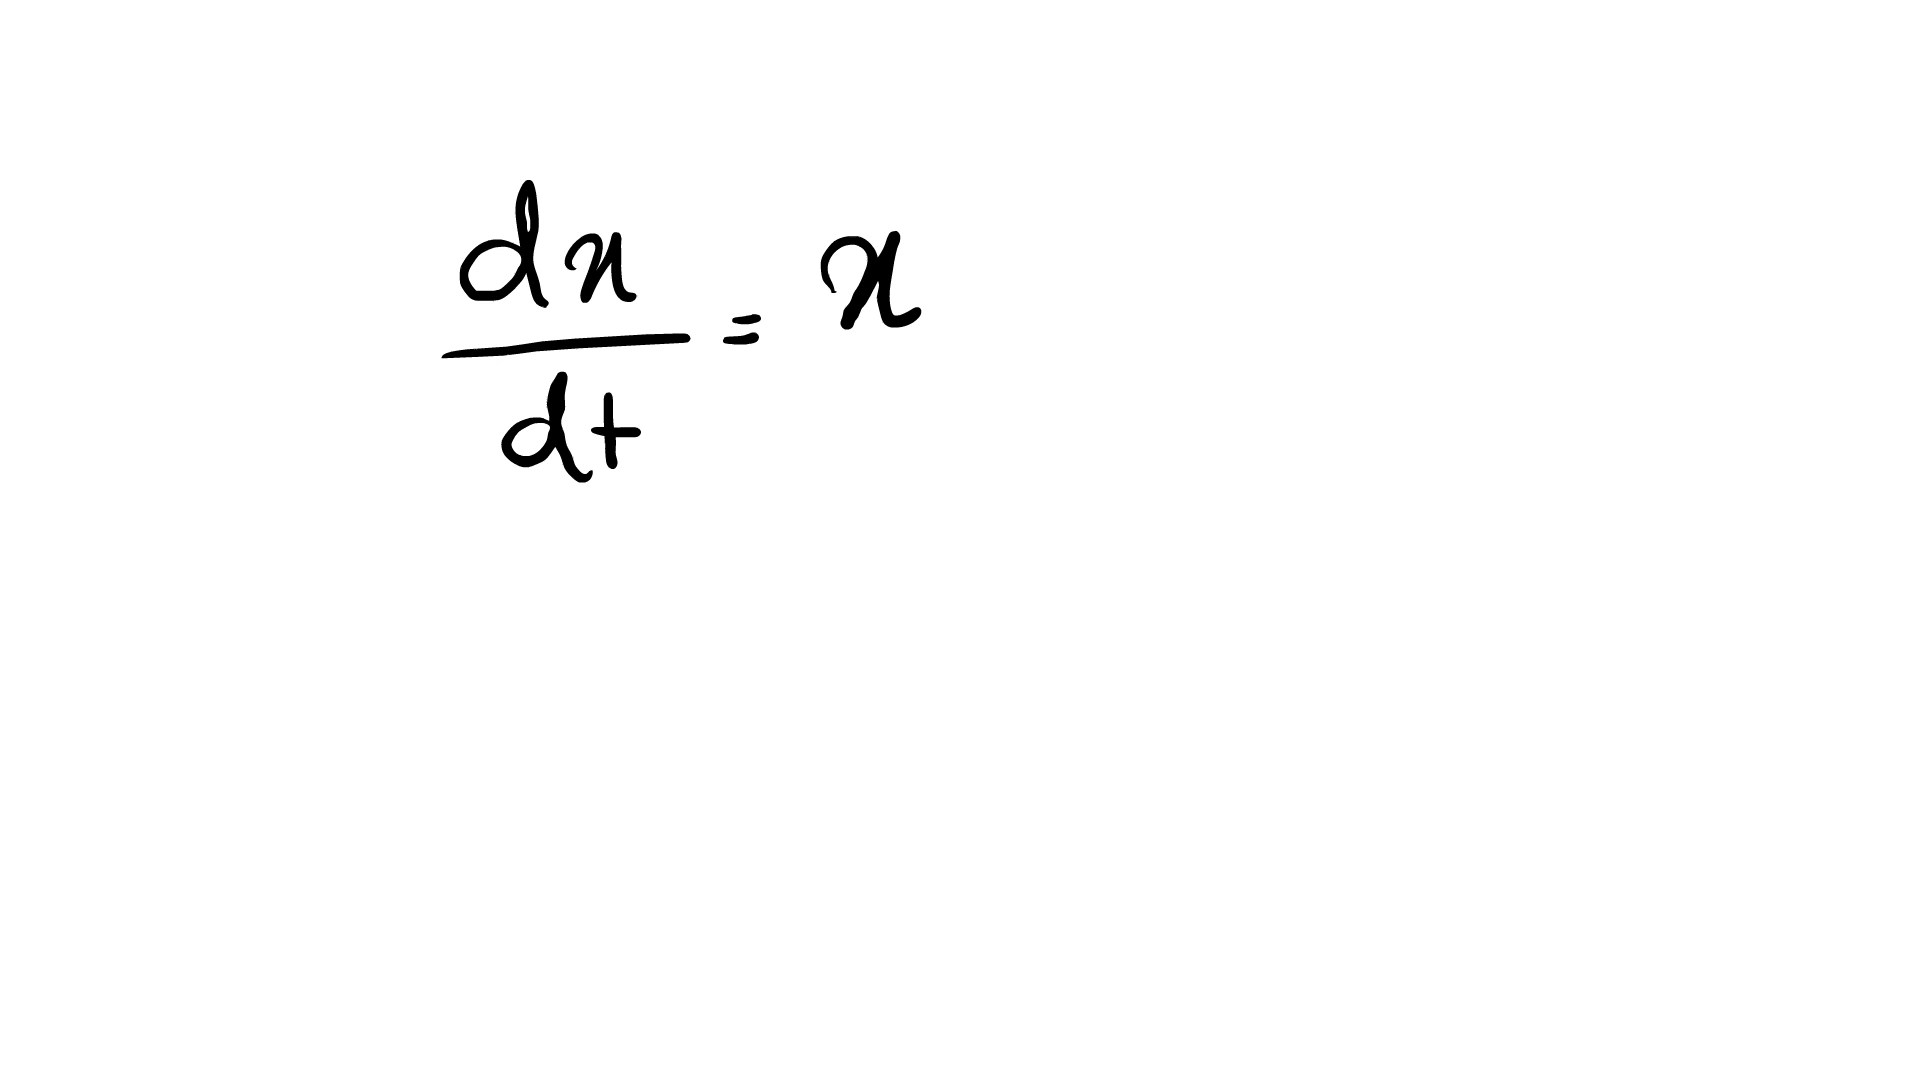 dx/dt = x